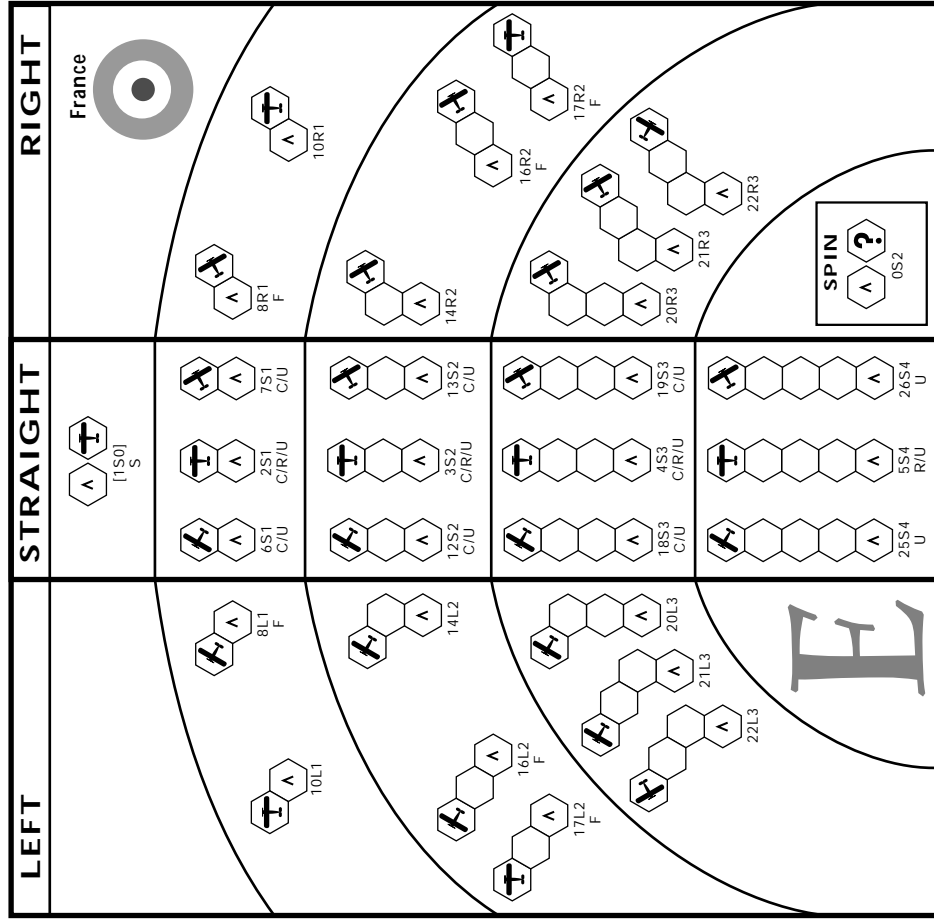 LEFT
STRAIGHT
RIGHT
France
[1S0]
S
10L1
8L1
F
6S1
C/U
2S1
C/R/U
7S1
C/U
8R1
F
10R1
17L2
F
16L2
F
14L2
12S2
C/U
3S2
C/R/U
13S2
C/U
14R2
16R2
F
17R2
F
22L3
21L3
20L3
18S3
C/U
4S3
C/R/U
19S3
C/U
20R3
21R3
22R3
E
25S4
U
5S4
R/U
26S4
U
SPIN
?
0S2